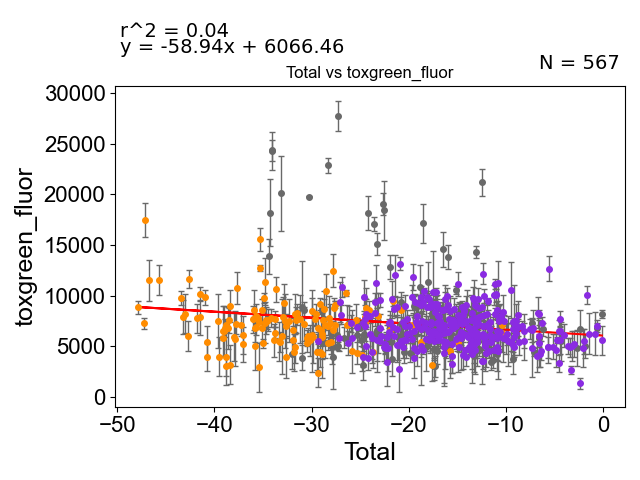 r^2 = 0.04
y = -58.94x + 6066.46
N = 567
Total vs toxgreen_fluor
30000
25000
20000
15000
10000
5000
0
toxgreen_fluor
−50
−40
−30
−20
−10
0
Total